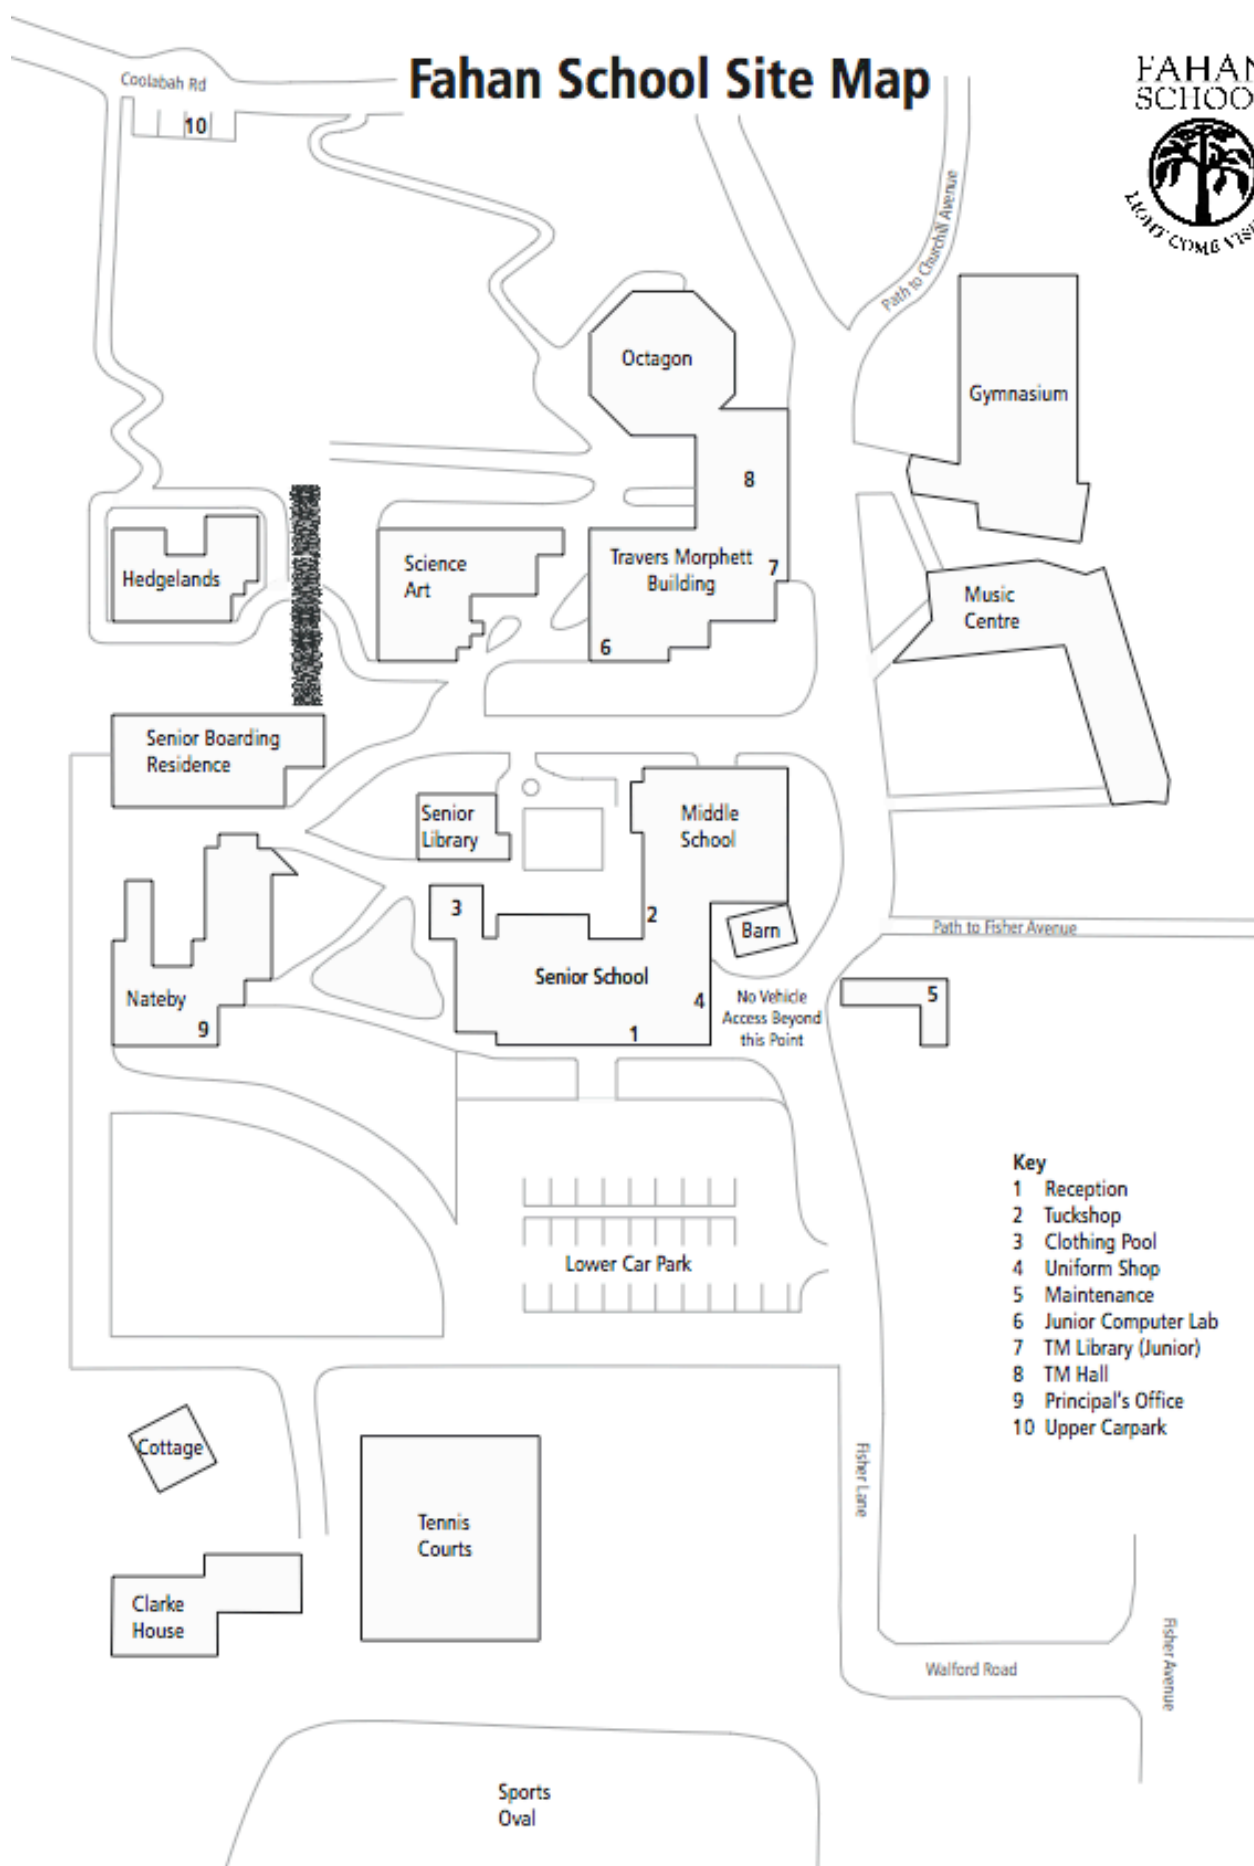 Fahan School Site Map
FAHAN
SCHOOL
LIGHT COME VISI
Coolabah Rd
10
Path to Churchill Avenue
Octagon
Gymnasium
8
Hedgelands
Science
Art
Travers Morphett
Building
7
6
Music
Centre
Senior Boarding
Residence
Senior
Library
Middle
School
3
2
Barn
Path to Fisher Avenue
Senior School
Nateby
9
4
1
No Vehicle
Access Beyond
this Point
5
Key
1 Reception
2 Tuckshop
3 Clothing Pool
4 Uniform Shop
5 Maintenance
6 Junior Computer Lab
7 TM Library (Junior)
8 TM Hall
9 Principal's Office
10 Upper Carpark
Lower Car Park
Cottage
Fisher Lane
Tennis
Courts
Clarke
House
Walford Road
Fisher Avenue
Sports
Oval